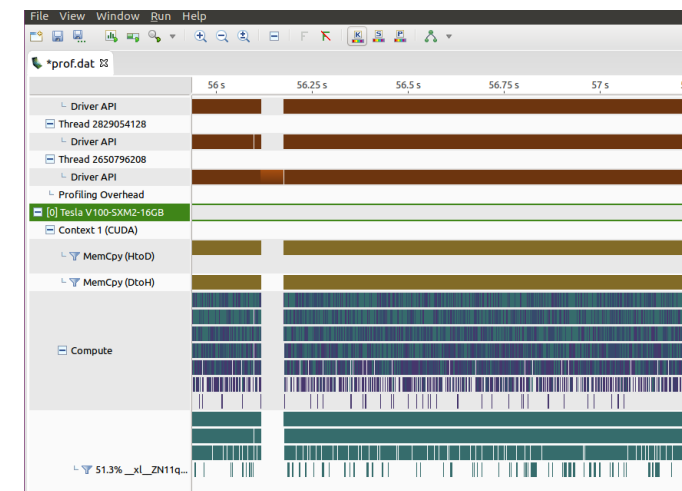 File View Window Run Help
*prof.dat
56 s 56.25 s 56.5 s 56.75 s 57 s
Driver API
Thread 2829054128
Driver API
Thread 2650796208
Driver API
Profiling Overhead
[0] Tesla V100-SXM2-16GB
Context 1 (CUDA)
MemCpy (HtoD)
MemCpy (DtoH)
Compute
51.3% __xl__ZN11q...